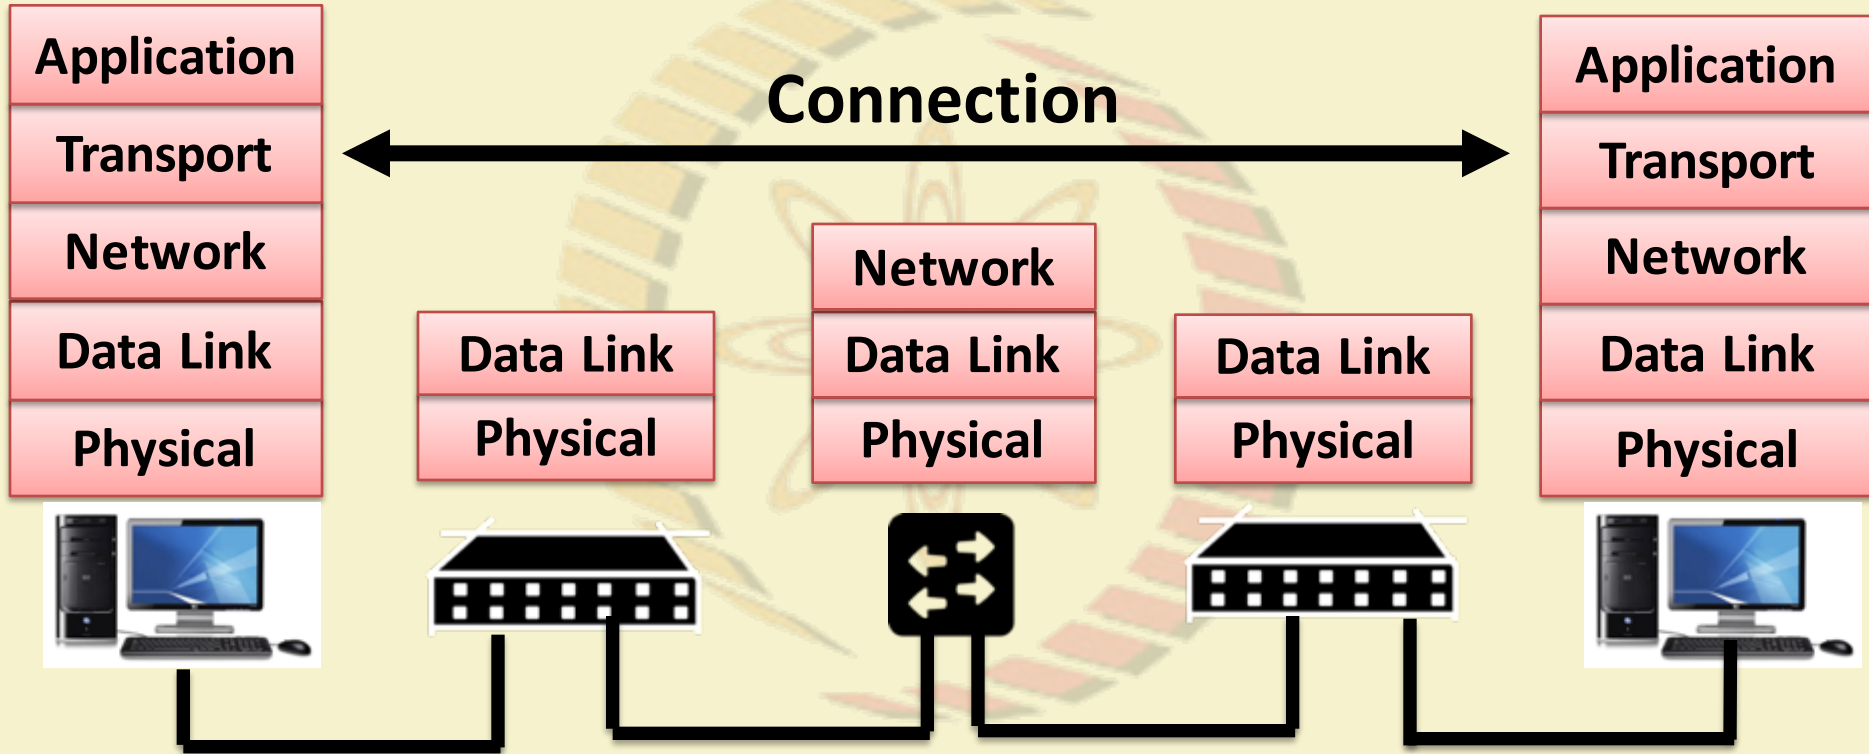 Application
Transport
Network
Data Link
Physical
Connection
Data Link
Physical
Network
Data Link
Physical
Data Link
Physical
Application
Transport
Network
Data Link
Physical